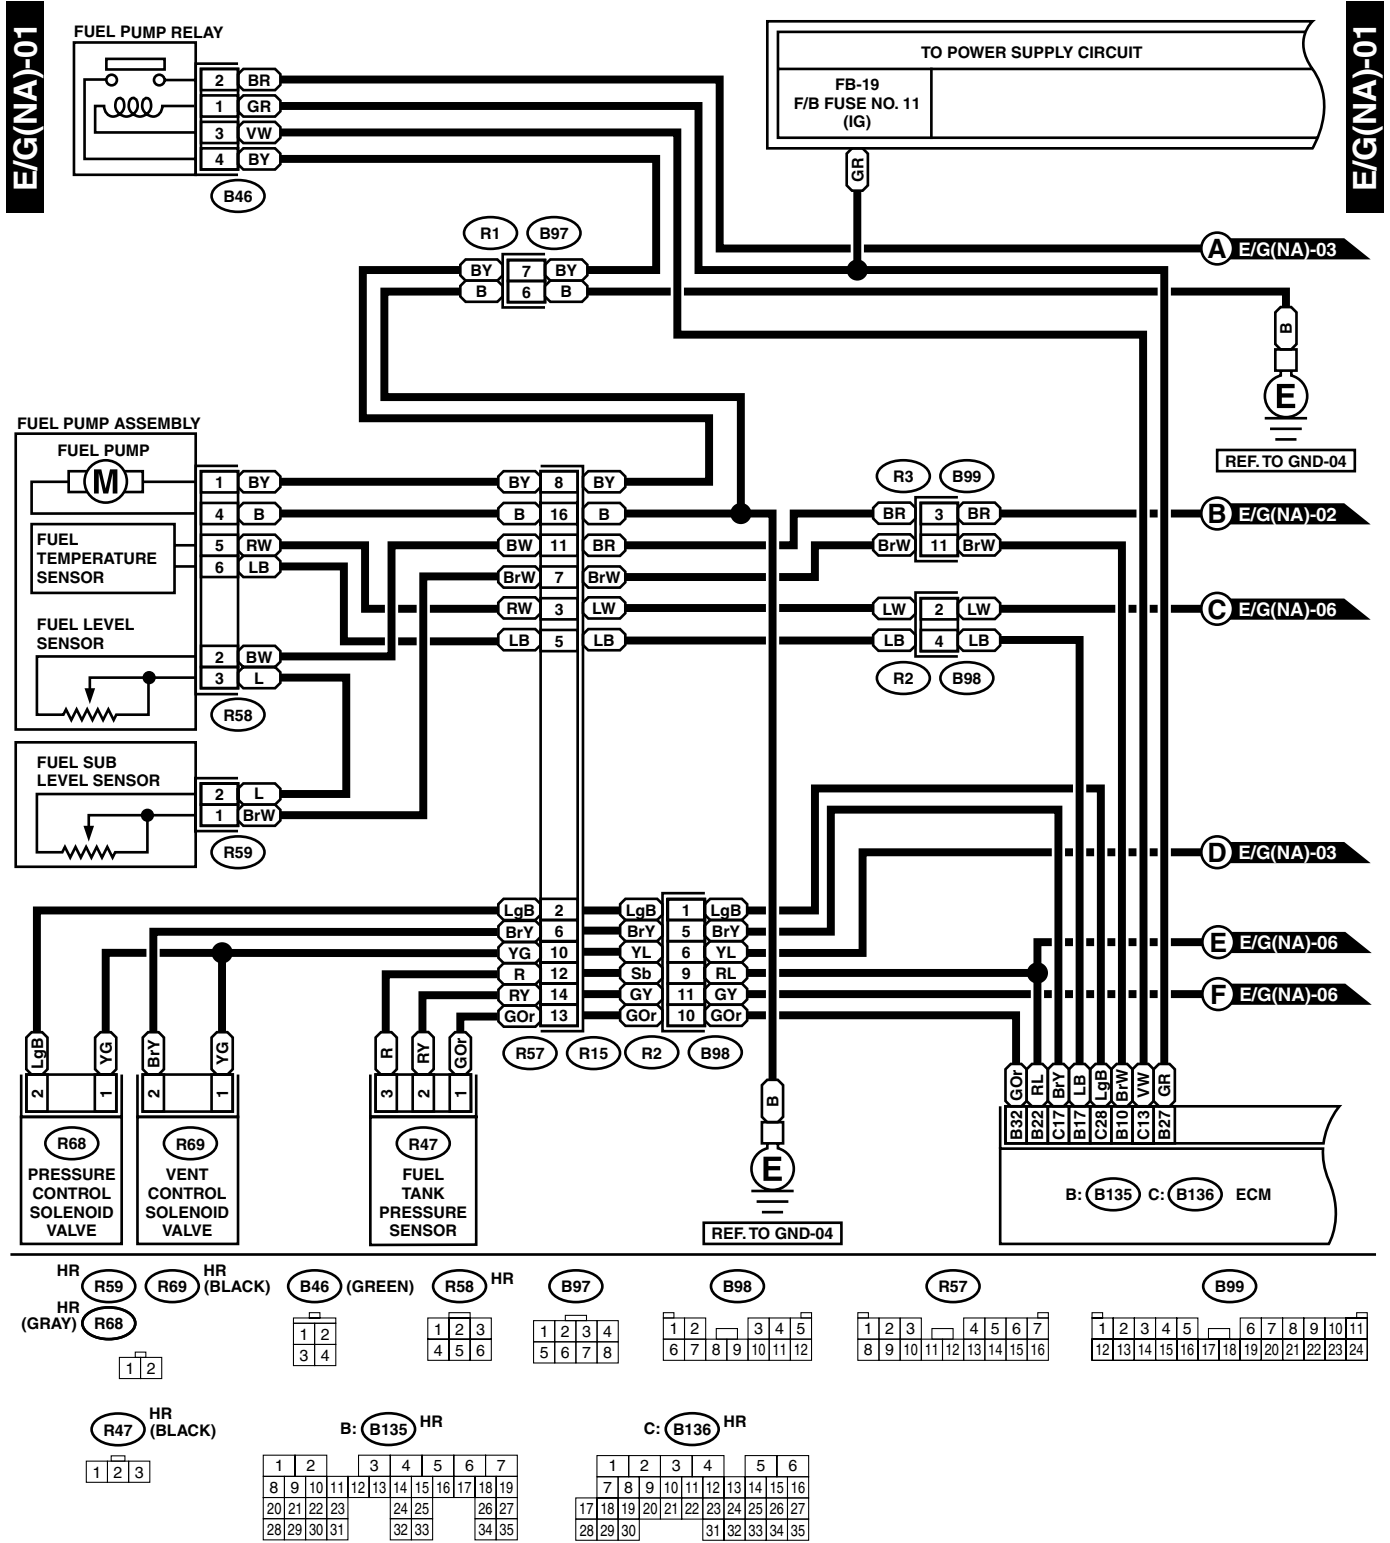 E/G(NA)-01
FUEL PUMP RELAY
2 BR
1 GR
3 VW
4 BY
B46
TO POWER SUPPLY CIRCUIT
FB-19
F/B FUSE NO. 11
(IG)
GR
E/G(NA)-01
R1 B97
BY 7 BY
B 6 B
A E/G(NA)-03
B
E
REF. TO GND-04
FUEL PUMP ASSEMBLY
FUEL PUMP
M
1 BY
4 B
FUEL
TEMPERATURE
SENSOR
5 RW
6 LB
FUEL LEVEL
SENSOR
2 BW
3 L
R58
FUEL SUB
LEVEL SENSOR
2 L
1 BrW
R59
BY 8 BY
B 16 B
BW 11 BR
BrW 7 BrW
RW 3 LW
LB 5 LB
R3 B99
BR 3 BR
BrW 11 BrW
LW 2 LW
LB 4 LB
R2 B98
B E/G(NA)-02
C E/G(NA)-06
D E/G(NA)-03
E E/G(NA)-06
F E/G(NA)-06
LgB 2 LgB 1 LgB
BrY 6 BrY 5 BrY
YG 10 YL 6 YL
R 12 Sb 9 RL
RY 14 GY 11 GY
GOr 13 GOr 10 GOr
R57 R15 R2 B98
LgB YG BrY YG R RY GOr
2 1 2 1 3 2 1
R68
PRESSURE
CONTROL
SOLENOID
VALVE
R69
VENT
CONTROL
SOLENOID
VALVE
R47
FUEL
TANK
PRESSURE
SENSOR
B
E
REF. TO GND-04
GOr RL BrY LB LgB BrW VW GR
B32 B22 C17 B17 C28 B10 C13 B27
B: B135 C: B136 ECM
HR R59 R69 HR (BLACK)
HR (GRAY) R68
1 2
B46 (GREEN)
1 2
3 4
R58 HR
1 2 3
4 5 6
B97
1 2 3 4
5 6 7 8
B98
1 2 3 4 5
6 7 8 9 10 11 12
R57
1 2 3 4 5 6 7
8 9 10 11 12 13 14 15 16
B99
1 2 3 4 5 6 7 8 9 10 11
12 13 14 15 16 17 18 19 20 21 22 23 24
R47 HR (BLACK)
1 2 3
B: B135 HR
1 2 3 4 5 6 7
8 9 10 11 12 13 14 15 16 17 18 19
20 21 22 23 24 25 26 27
28 29 30 31 32 33 34 35
C: B136 HR
1 2 3 4 5 6
7 8 9 10 11 12 13 14 15 16
17 18 19 20 21 22 23 24 25 26 27
28 29 30 31 32 33 34 35